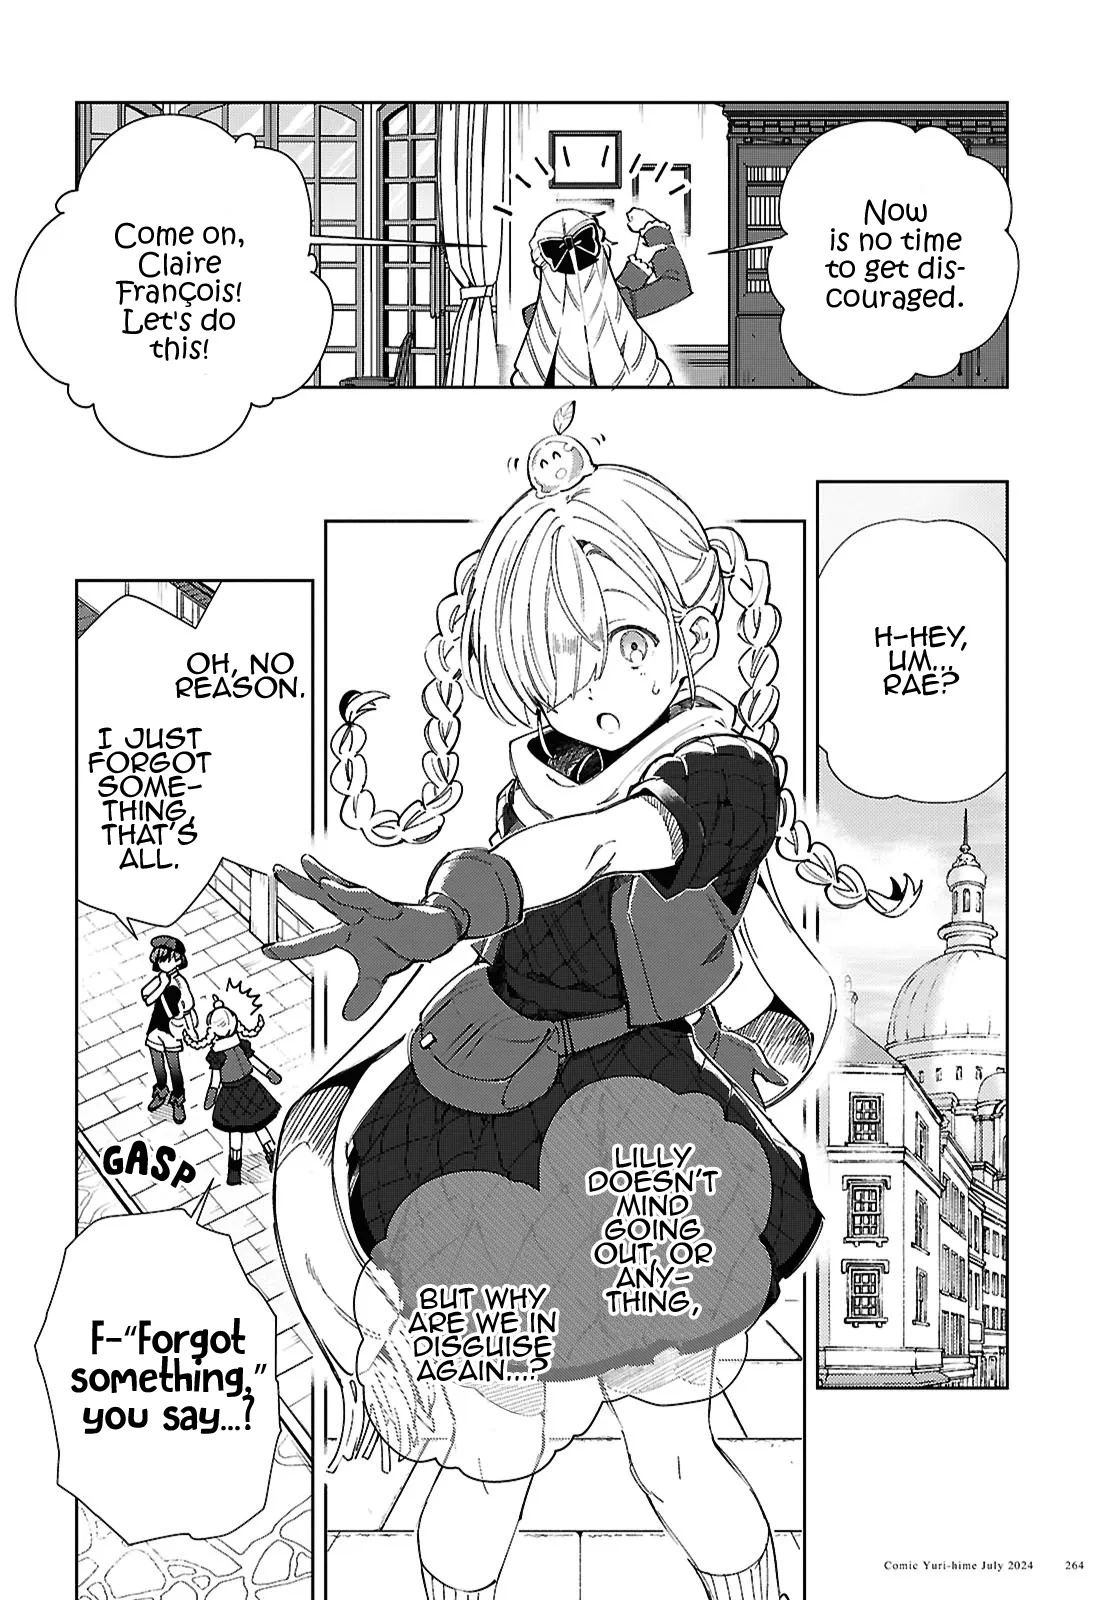 Now
is no time
to get dis-
couraged.
Come on,
Claire
François!
Let's do
this!
H-HEY,
UM...
RAE?
LILLY
DOESN'T
MIND
GOING
OUT, OR
ANY-
THING,
BUT WHY
ARE WE IN
DISGUISE
AGAIN...?
OH, NO
REASON.
I JUST
FORGOT
SOME-
THING,
THAT'S
ALL.
GASP
F-“Forgot
something,”
you say...?
Comic Yuri-hime July 2024 264